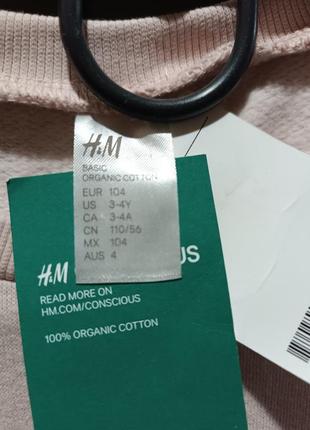 H&M
BASIC
ORGANIC COTTON
EUR 104
US 3-4Y
CA 3-4A
CN 110/56
MX 104
AUS 4
H&M US
READ MORE ON
HM.COM/CONSCIOUS
100% ORGANIC COTTON